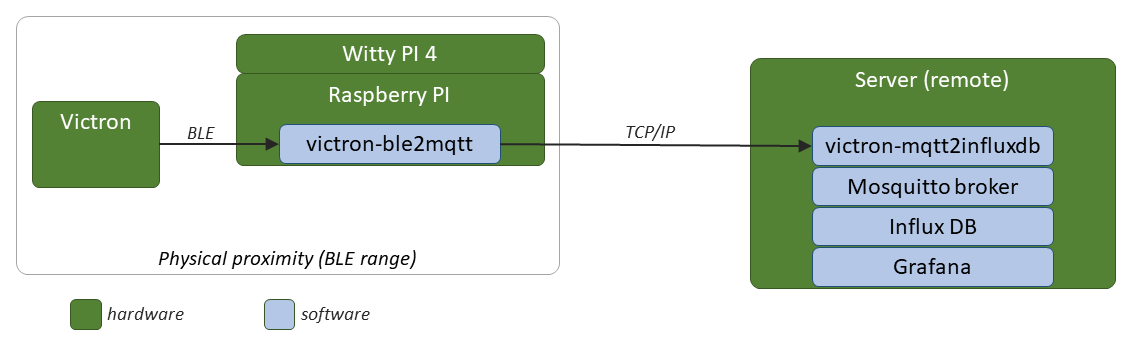 Witty PI 4
Raspberry PI
victron-ble2mqtt
Victron
BLE
Physical proximity (BLE range)
TCP/IP
Server (remote)
victron-mqtt2influxdb
Mosquitto broker
Influx DB
Grafana
hardware
software